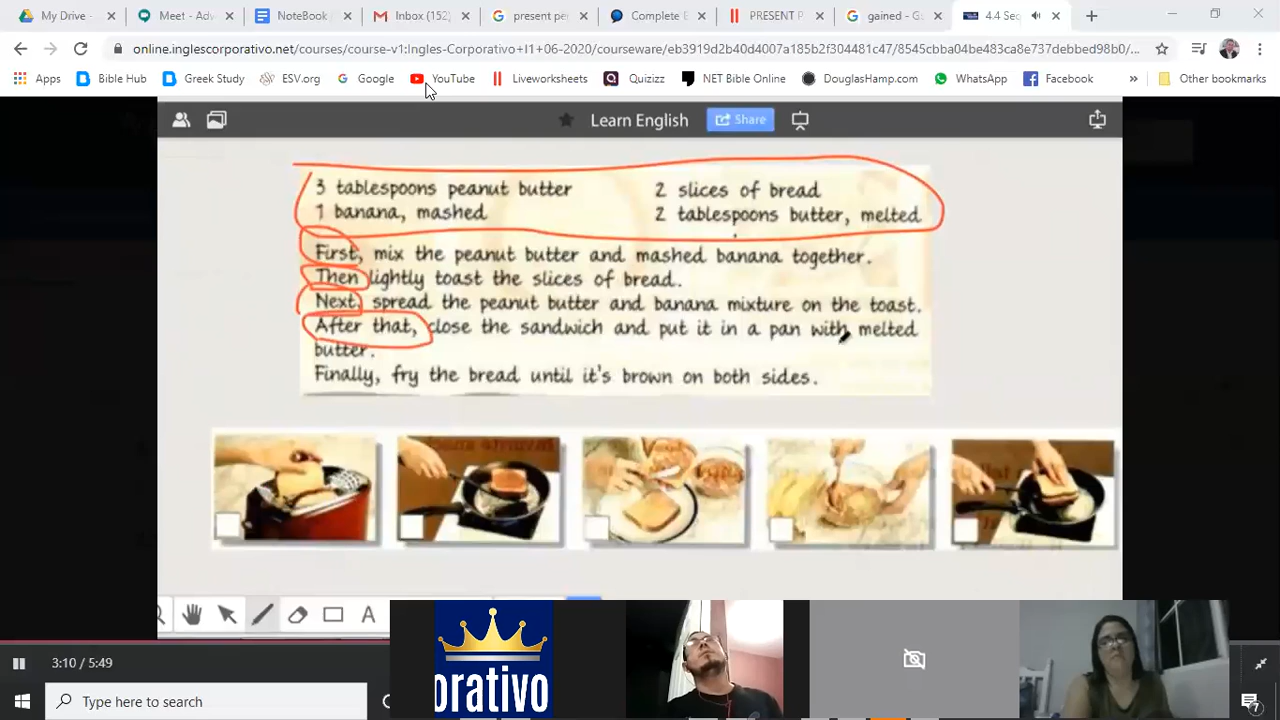 My Drive -
Meet - Adv
NoteBook
Inbox (152)
present pe
Complete E
PRESENT P
gained - G
4.4 Sec
online.inglescorporativo.net/courses/course-v1:Ingles-Corporativo+I1+06-2020/courseware/eb3919d2b40d4007a185b2f304481c47/8545cbba04be483ca8e737debbed98b0/...
Apps
Bible Hub
Greek Study
ESV.org
Google
YouTube
Liveworksheets
Quizizz
NET Bible Online
DouglasHamp.com
WhatsApp
Facebook
»
Other bookmarks
Learn English
Share
3 tablespoons peanut butter
2 slices of bread
1 banana, mashed
2 tablespoons butter, melted
First, mix the peanut butter and mashed banana together.
Then lightly toast the slices of bread.
Next, spread the peanut butter and banana mixture on the toast.
After that, close the sandwich and put it in a pan with melted
butter.
Finally, fry the bread until it's brown on both sides.
A
orativo
3:10 / 5:49
Type here to search
7